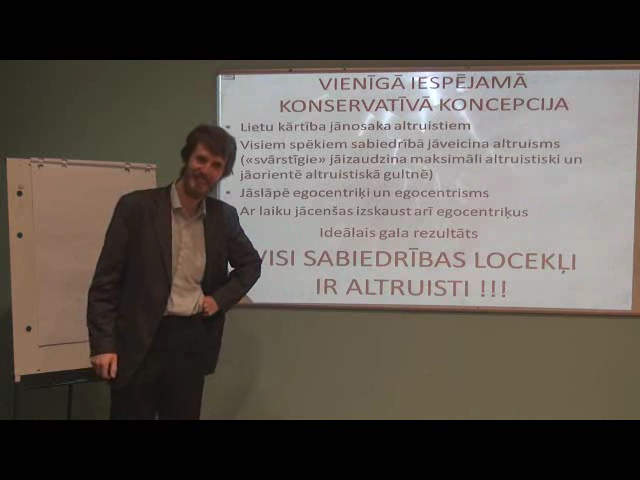 VIENĪGĀ IESPĒJAMĀ
KONSERVATĪVĀ KONCEPCIJA
Lietu kārtība jānosaka altruistiem
Visiem spēkiem sabiedrībā jāveicina altruisms
(«svārstīgie» jāizaudzina maksimāli altruistiski un
jāorientē altruistiskā gultnē)
Jāslāpē egocentriķi un egocentrisms
Ar laiku jācenšas izskaust arī egocentriķus
Ideālais gala rezultāts
VISI SABIEDRĪBAS LOCEKĻI
IR ALTRUISTI !!!